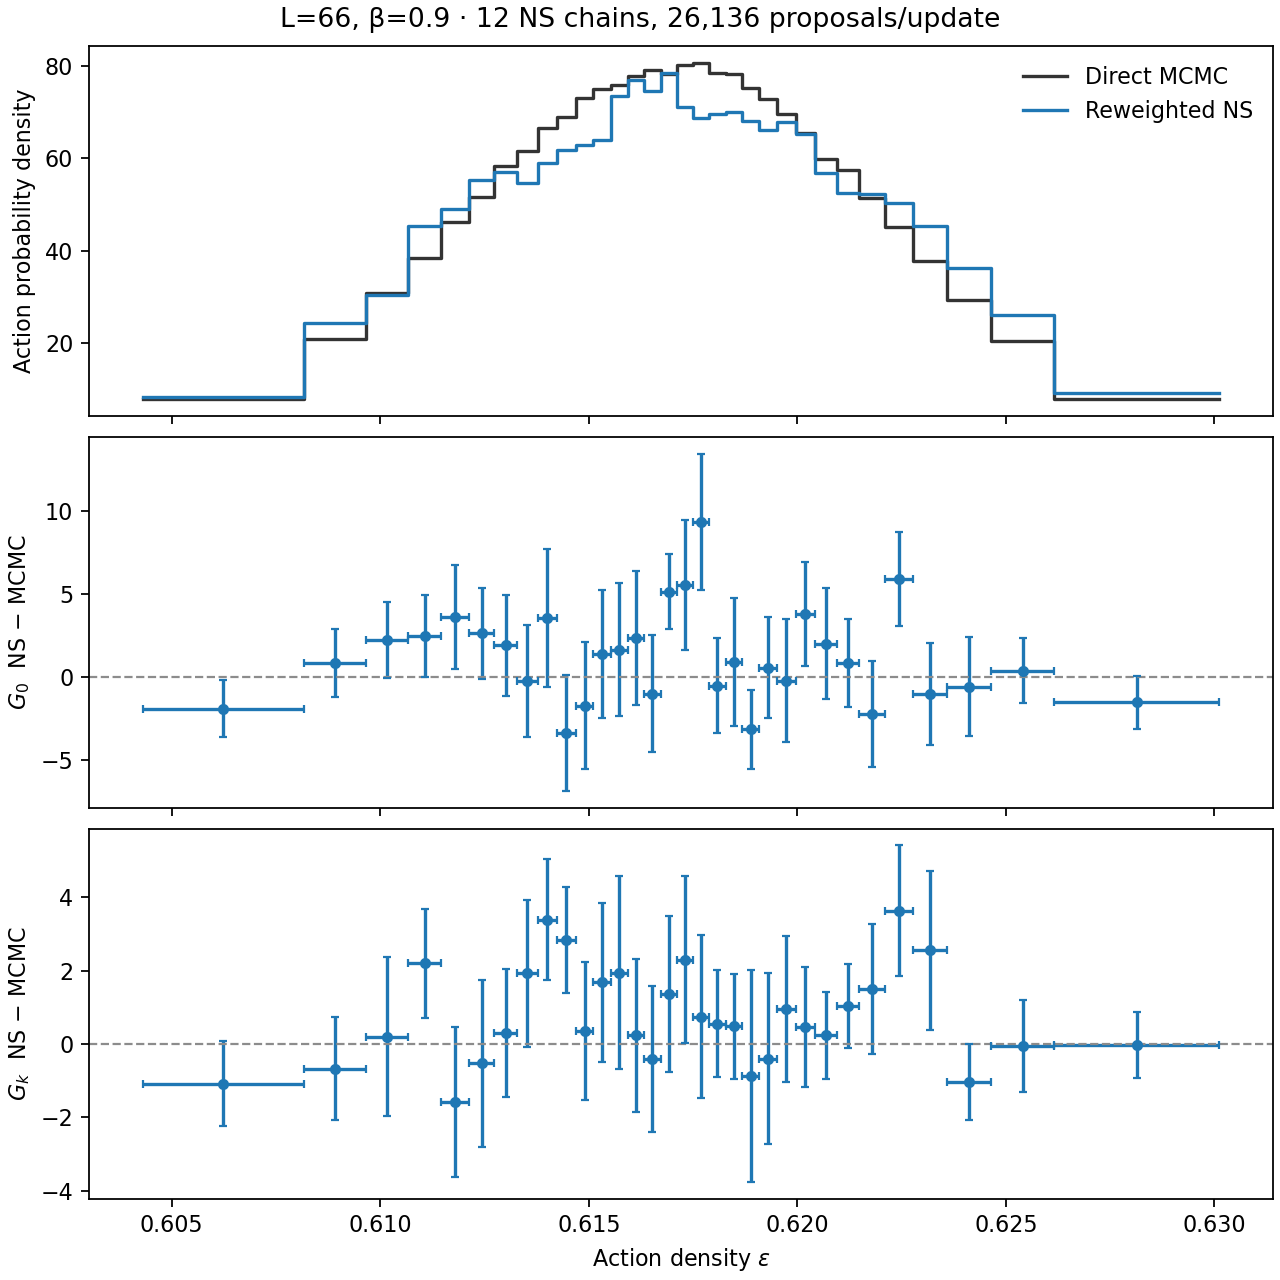 L=66, β=0.9 · 12 NS chains, 26,136 proposals/update
Action probability density
80
60
40
20
Direct MCMC
Reweighted NS
G₀ NS − MCMC
10
5
0
−5
Gₖ NS − MCMC
4
2
0
−2
−4
0.605 0.610 0.615 0.620 0.625 0.630
Action density ε